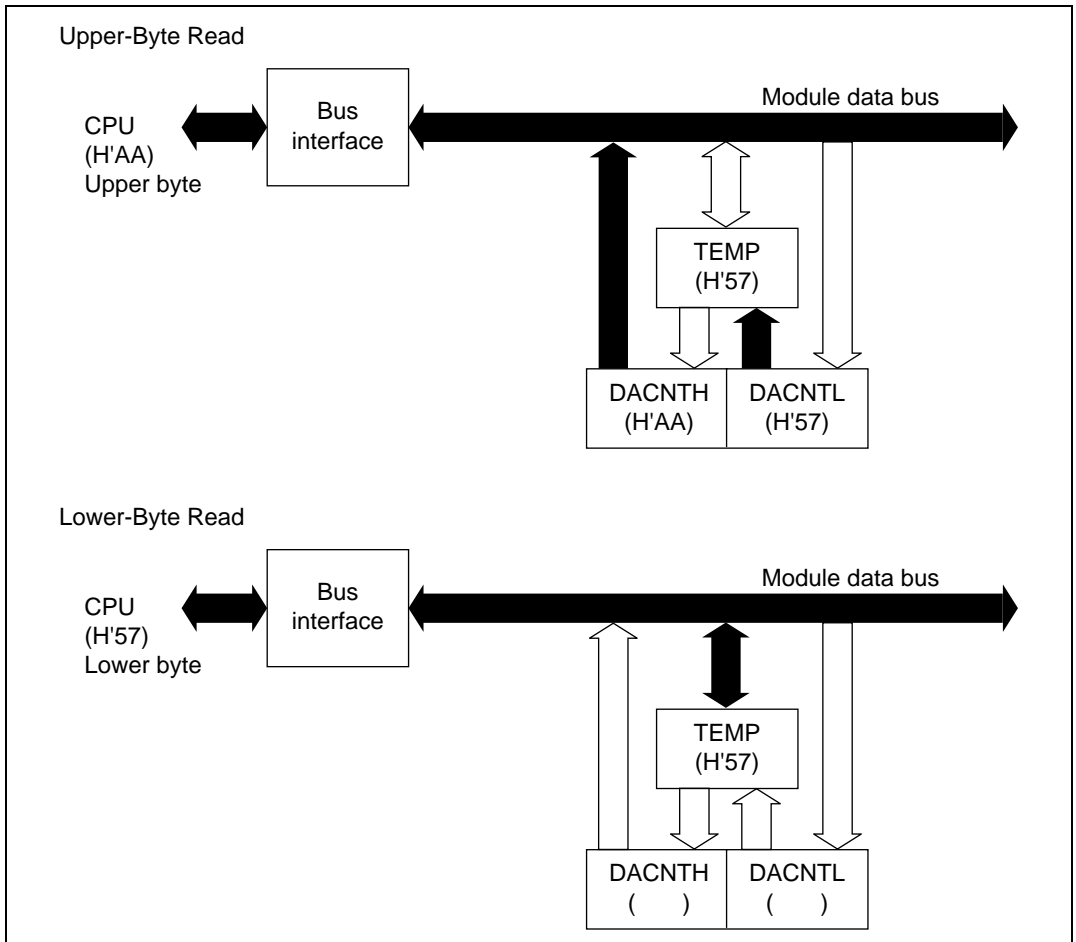 Upper-Byte Read
CPU
(H'AA)
Upper byte
Bus
interface
Module data bus
TEMP
(H'57)
DACNTH
(H'AA)
DACNTL
(H'57)
Lower-Byte Read
CPU
(H'57)
Lower byte
Bus
interface
Module data bus
TEMP
(H'57)
DACNTH
(      )
DACNTL
(      )